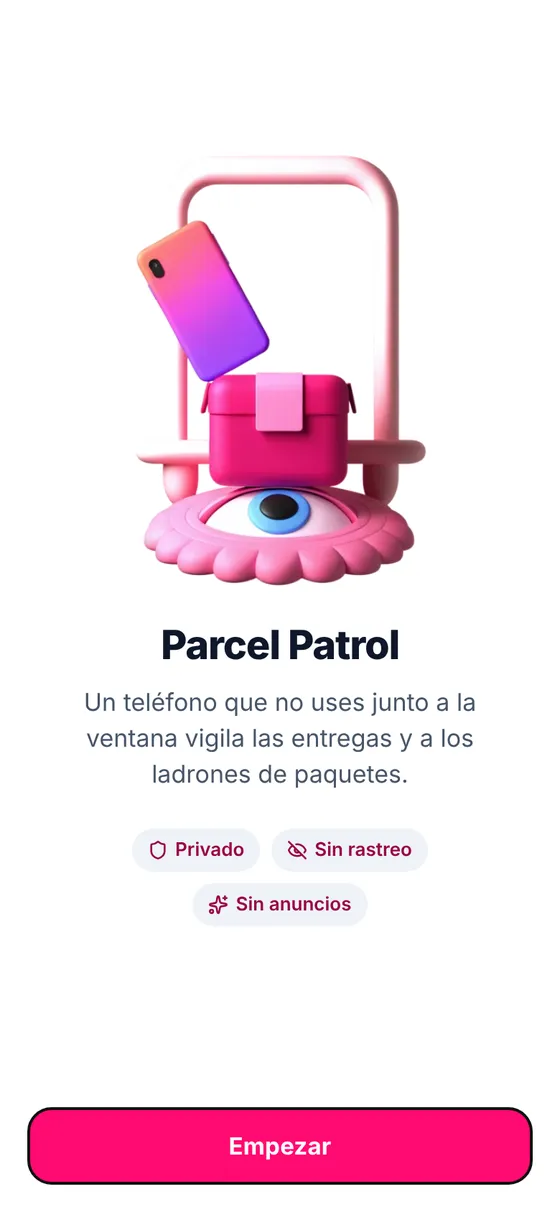 Parcel Patrol
Un teléfono que no uses junto a la
ventana vigila las entregas y a los
ladrones de paquetes.
Privado
Sin rastreo
Sin anuncios
Empezar